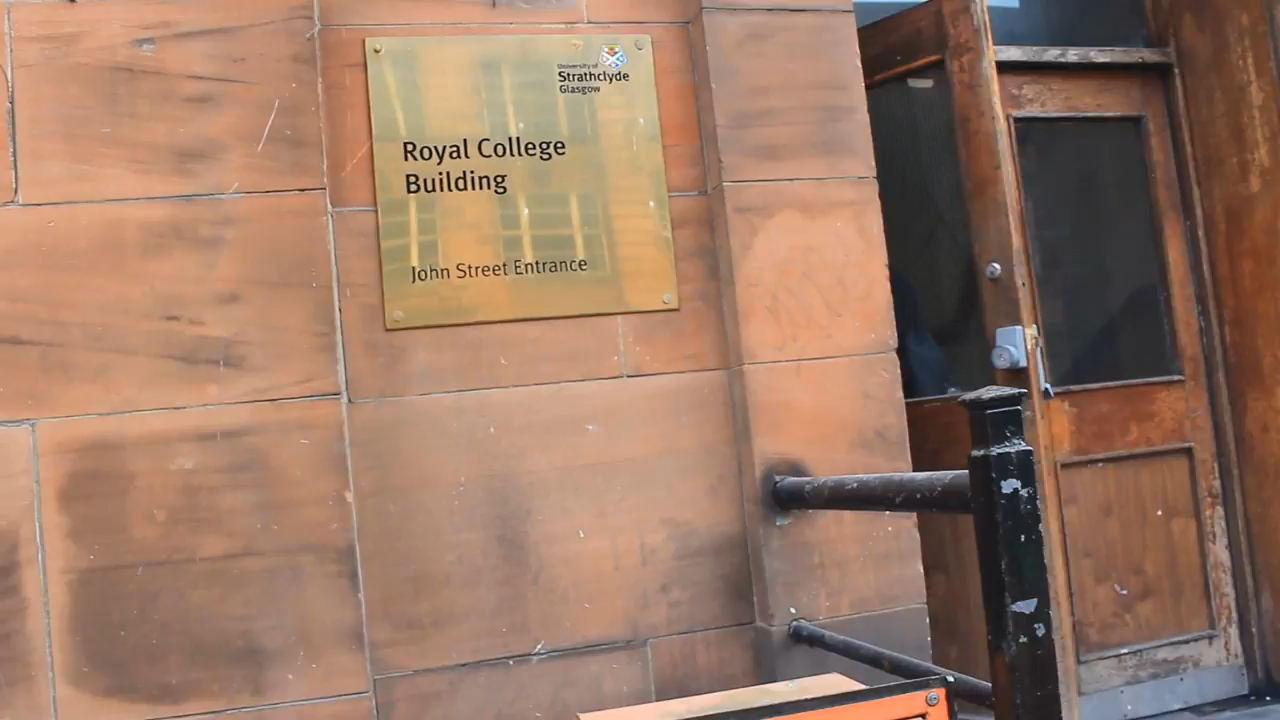 University of
Strathclyde
Glasgow
Royal College
Building
John Street Entrance